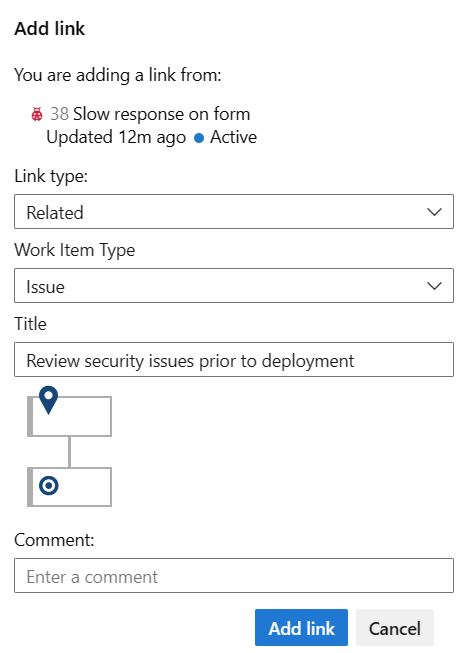 Add link
You are adding a link from:
38 Slow response on form
Updated 12m ago Active
Link type:
Related
Work Item Type
Issue
Title
Review security issues prior to deployment
Comment:
Enter a comment
Add link Cancel